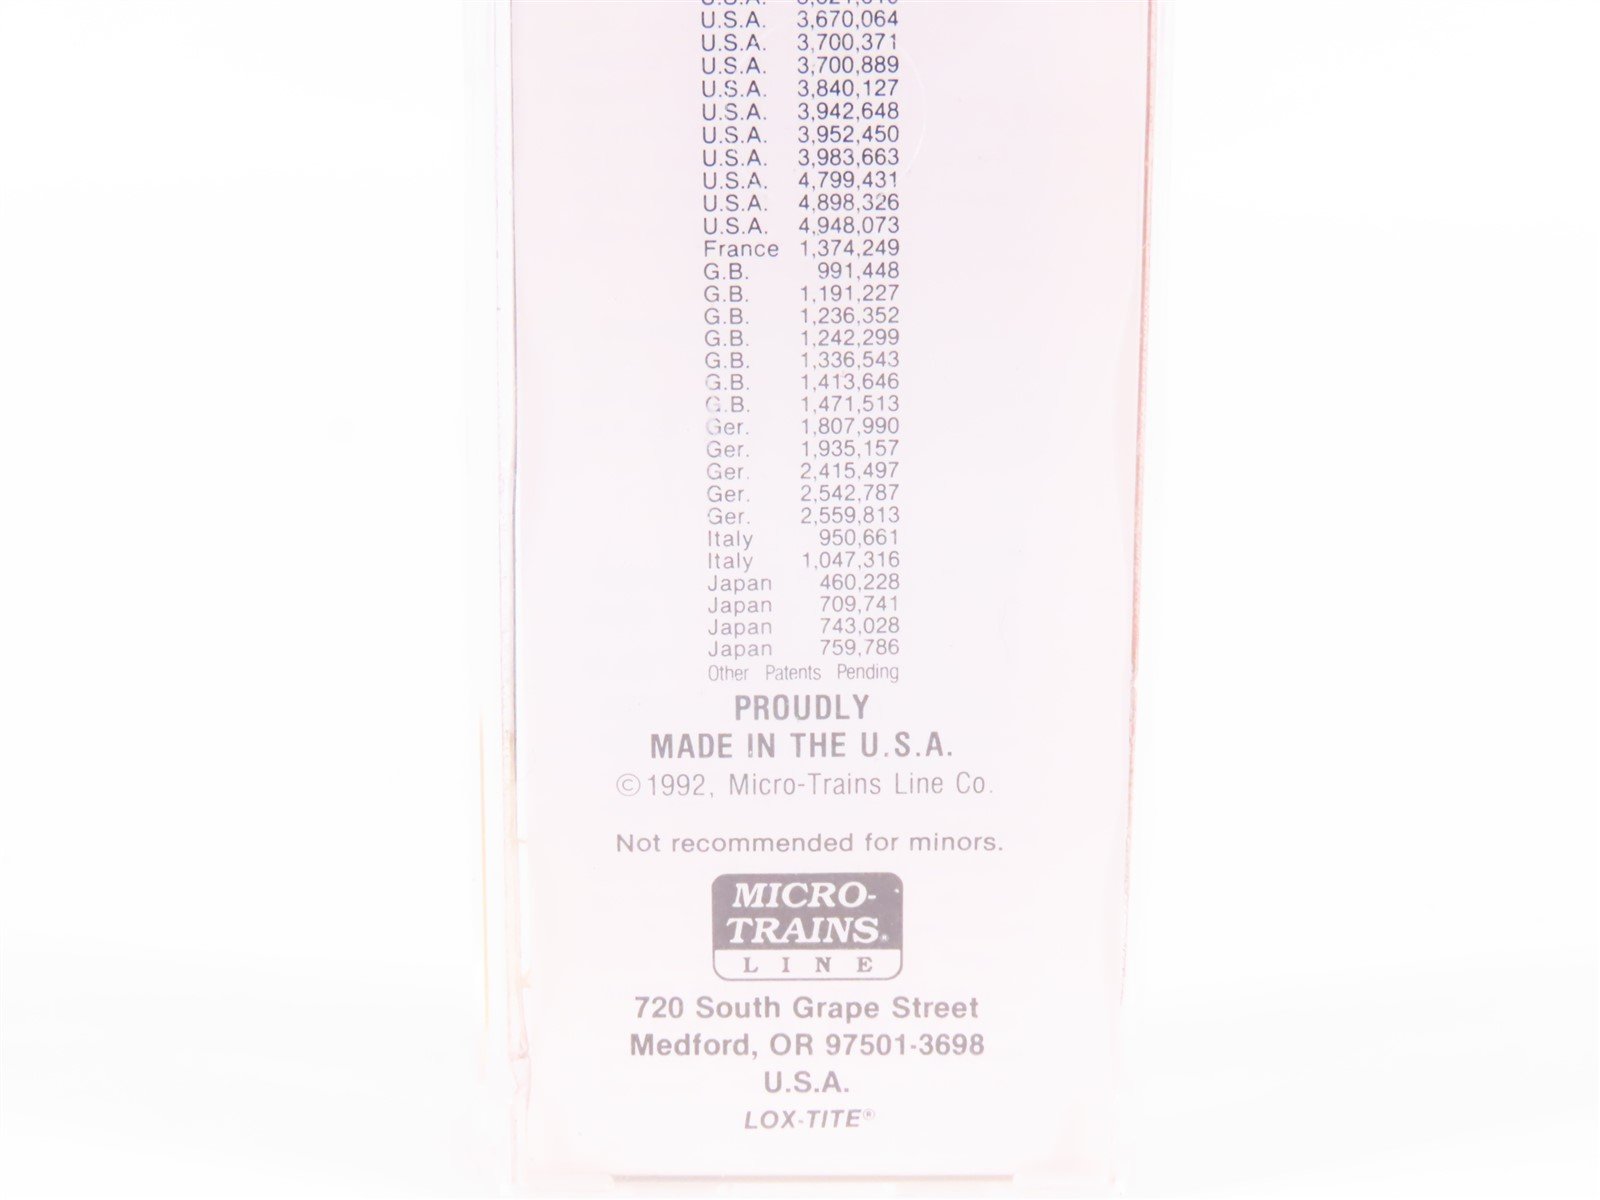 U.S.A. 3,621,810
U.S.A. 3,670,064
U.S.A. 3,700,371
U.S.A. 3,700,889
U.S.A. 3,840,127
U.S.A. 3,942,648
U.S.A. 3,952,450
U.S.A. 3,983,663
U.S.A. 4,799,431
U.S.A. 4,898,326
U.S.A. 4,948,073
France 1,374,249
G.B. 991,448
G.B. 1,191,227
G.B. 1,236,352
G.B. 1,242,299
G.B. 1,336,543
G.B. 1,413,646
G.B. 1,471,513
Ger. 1,807,990
Ger. 1,935,157
Ger. 2,415,497
Ger. 2,542,787
Ger. 2,559,813
Italy 950,661
Italy 1,047,316
Japan 460,228
Japan 709,741
Japan 743,028
Japan 759,786
Other Patents Pending
PROUDLY
MADE IN THE U.S.A.
©1992, Micro-Trains Line Co.
Not recommended for minors.
MICRO-
TRAINS®
LINE
720 South Grape Street
Medford, OR 97501-3698
U.S.A.
LOX-TITE®